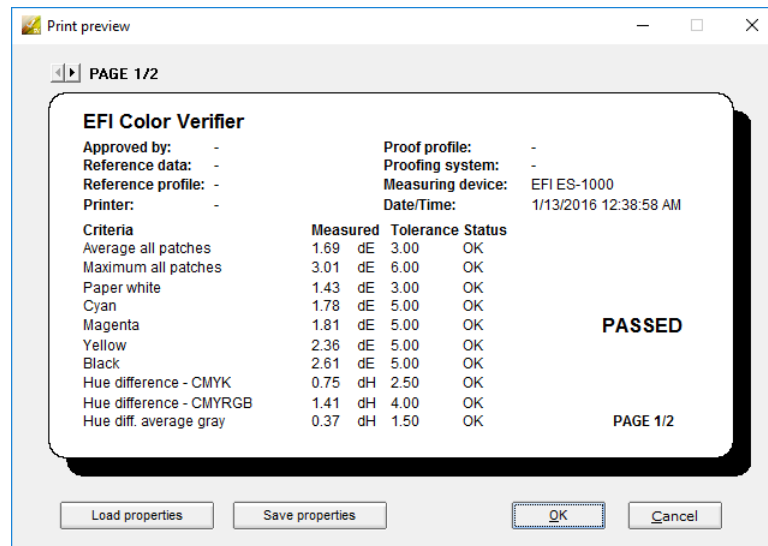 Print preview
PAGE 1/2
EFI Color Verifier
Approved by: - Proof profile: -
Reference data: - Proofing system: -
Reference profile: - Measuring device: EFI ES-1000
Printer: - Date/Time: 1/13/2016 12:38:58 AM
Criteria Measured Tolerance Status
Average all patches 1.69 dE 3.00 OK
Maximum all patches 3.01 dE 6.00 OK
Paper white 1.43 dE 3.00 OK
Cyan 1.78 dE 5.00 OK
Magenta 1.81 dE 5.00 OK
PASSED
Yellow 2.36 dE 5.00 OK
Black 2.61 dE 5.00 OK
Hue difference - CMYK 0.75 dH 2.50 OK
Hue difference - CMYRGB 1.41 dH 4.00 OK
Hue diff. average gray 0.37 dH 1.50 OK
PAGE 1/2
Load properties Save properties OK Cancel